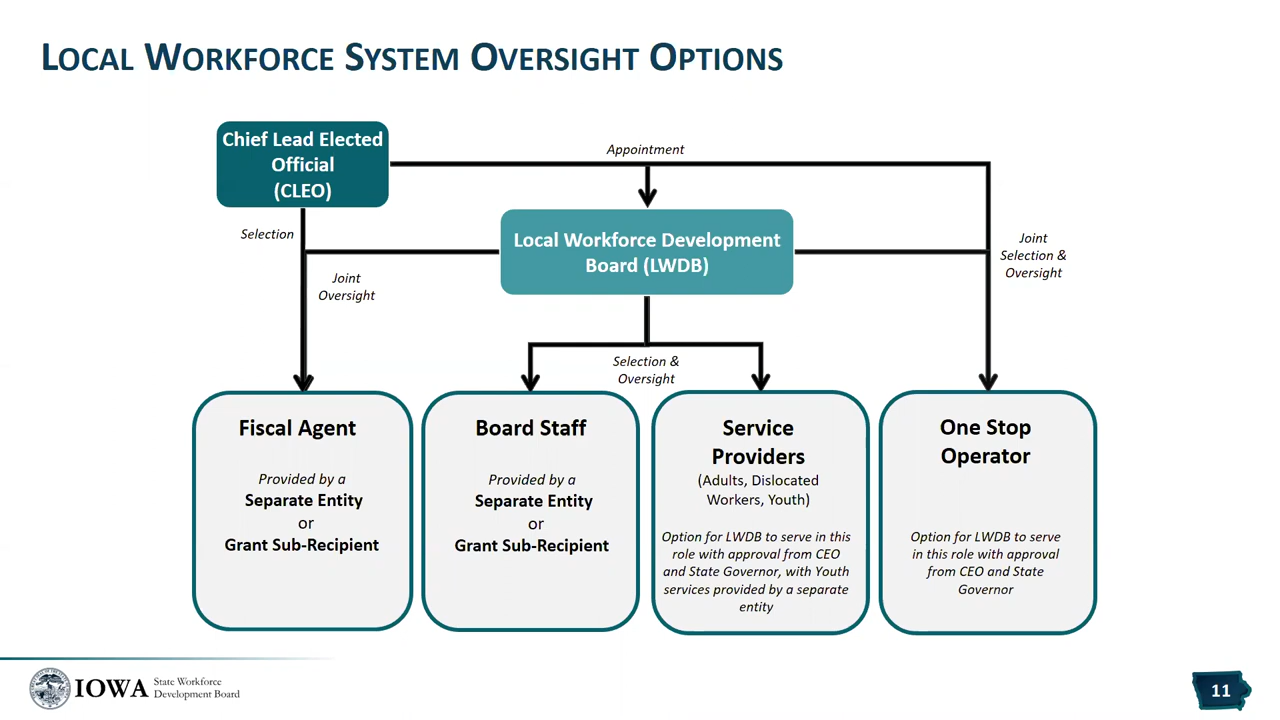 LOCAL WORKFORCE SYSTEM OVERSIGHT OPTIONS
Chief Lead Elected
Official
(CLEO)
Appointment
Selection
Joint
Oversight
Local Workforce Development
Board (LWDB)
Joint
Selection &
Oversight
Selection &
Oversight
Fiscal Agent
Provided by a
Separate Entity
or
Grant Sub-Recipient
Board Staff
Provided by a
Separate Entity
or
Grant Sub-Recipient
Service
Providers
(Adults, Dislocated
Workers, Youth)
Option for LWDB to serve in this
role with approval from CEO
and State Governor, with Youth
services provided by a separate
entity
One Stop
Operator
Option for LWDB to serve
in this role with approval
from CEO and State
Governor
IOWA
State Workforce
Development Board
11